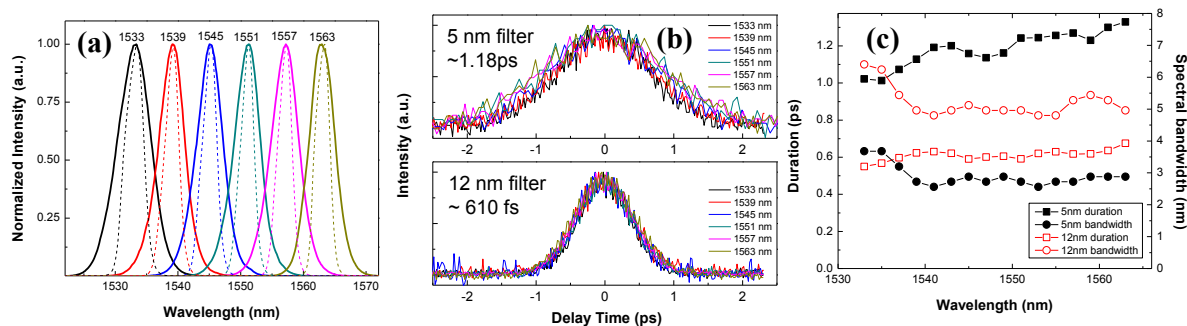 (a)
1533 1539 1545 1551 1557 1563
1.00
0.75
0.50
0.25
Normalized Intensity (a.u.)
1530 1540 1550 1560 1570
Wavelength (nm)
(b)
5 nm filter
~1.18ps
1533 nm
1539 nm
1545 nm
1551 nm
1557 nm
1563 nm
-2 -1 0 1 2
12 nm filter
~ 610 fs
1533 nm
1539 nm
1545 nm
1551 nm
1557 nm
1563 nm
Intensity (a.u.)
-2 -1 0 1 2
Delay Time (ps)
(c)
1.2
1.0
0.8
0.6
0.4
0.2
0.0
Duration (ps)
8
7
6
5
4
3
2
1
0
Spectral bandwidth (nm)
5nm duration
5nm bandwidth
12nm duration
12nm bandwidth
1533 1540 1550 1560
Wavelength (nm)